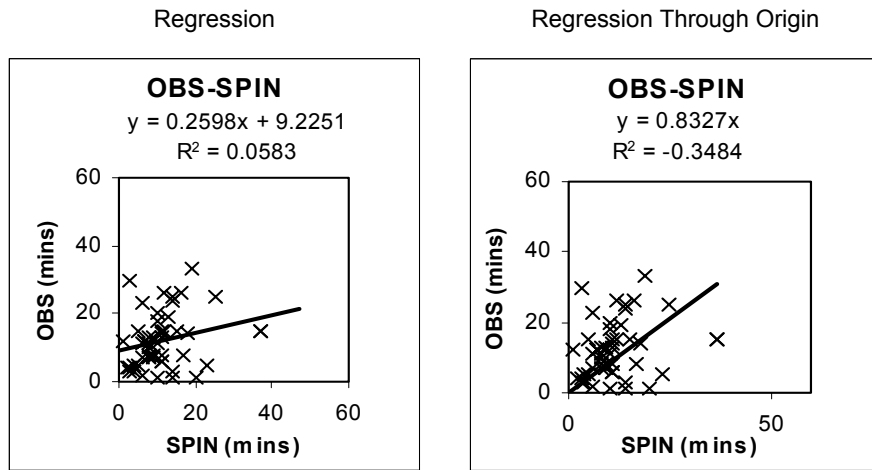 Regression
OBS-SPIN
y = 0.2598x + 9.2251
R² = 0.0583
60
40
20
0
OBS (mins)
0 20 40 60
SPIN (mins)
Regression Through Origin
OBS-SPIN
y = 0.8327x
R² = -0.3484
60
40
20
0
OBS (mins)
0 50
SPIN (mins)